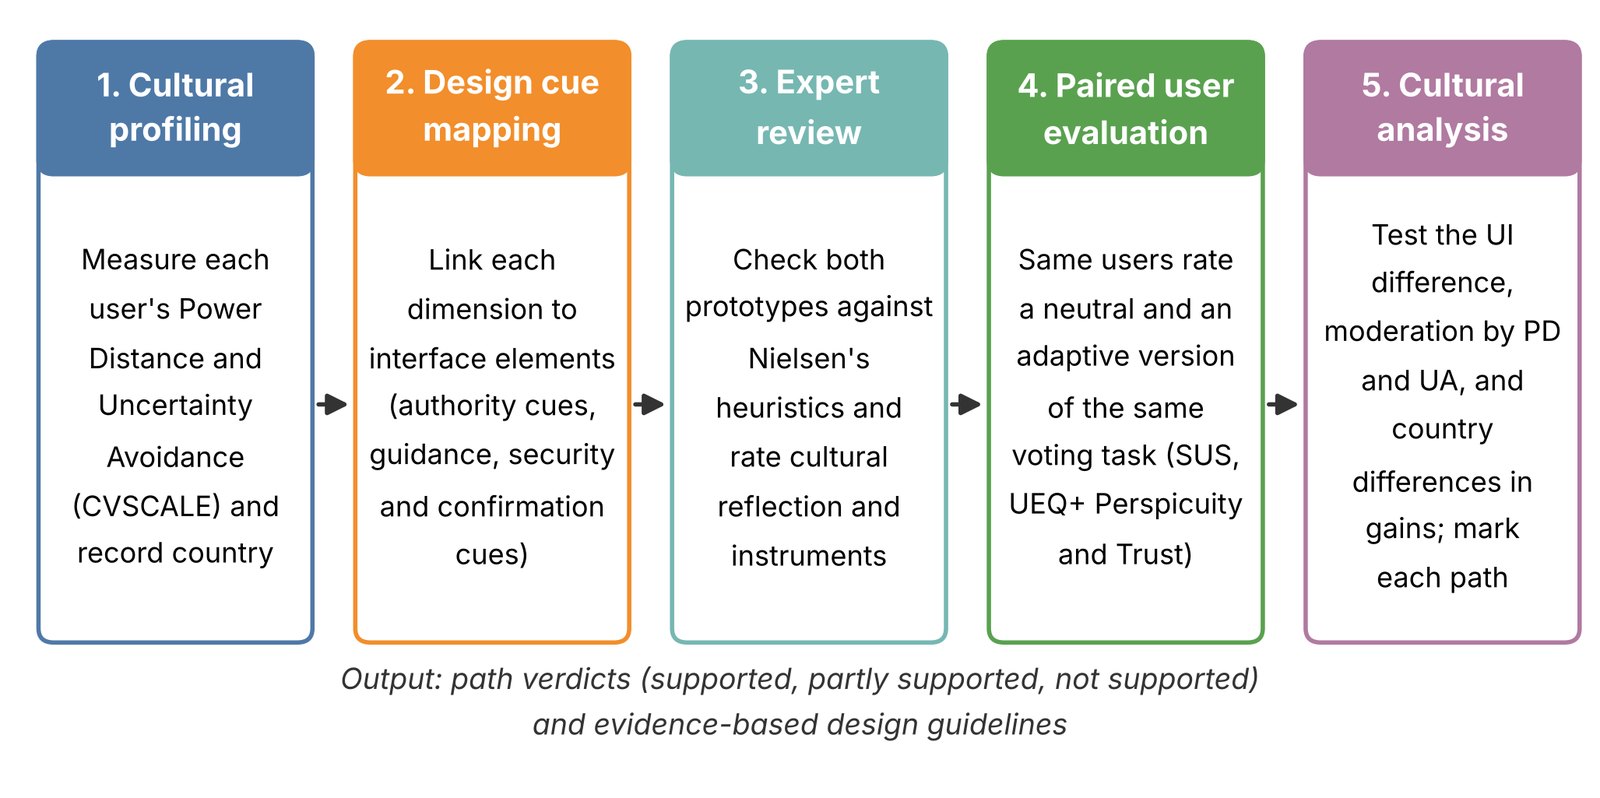 1. Cultural
profiling
Measure each
user's Power
Distance and
Uncertainty
Avoidance
(CVSCALE) and
record country
2. Design cue
mapping
Link each
dimension to
interface elements
(authority cues,
guidance, security
and confirmation
cues)
3. Expert
review
Check both
prototypes against
Nielsen's
heuristics and
rate cultural
reflection and
instruments
4. Paired user
evaluation
Same users rate
a neutral and an
adaptive version
of the same
voting task (SUS,
UEQ+ Perspicuity
and Trust)
5. Cultural
analysis
Test the UI
difference,
moderation by PD
and UA, and
country
differences in
gains; mark
each path
Output: path verdicts (supported, partly supported, not supported)
and evidence-based design guidelines